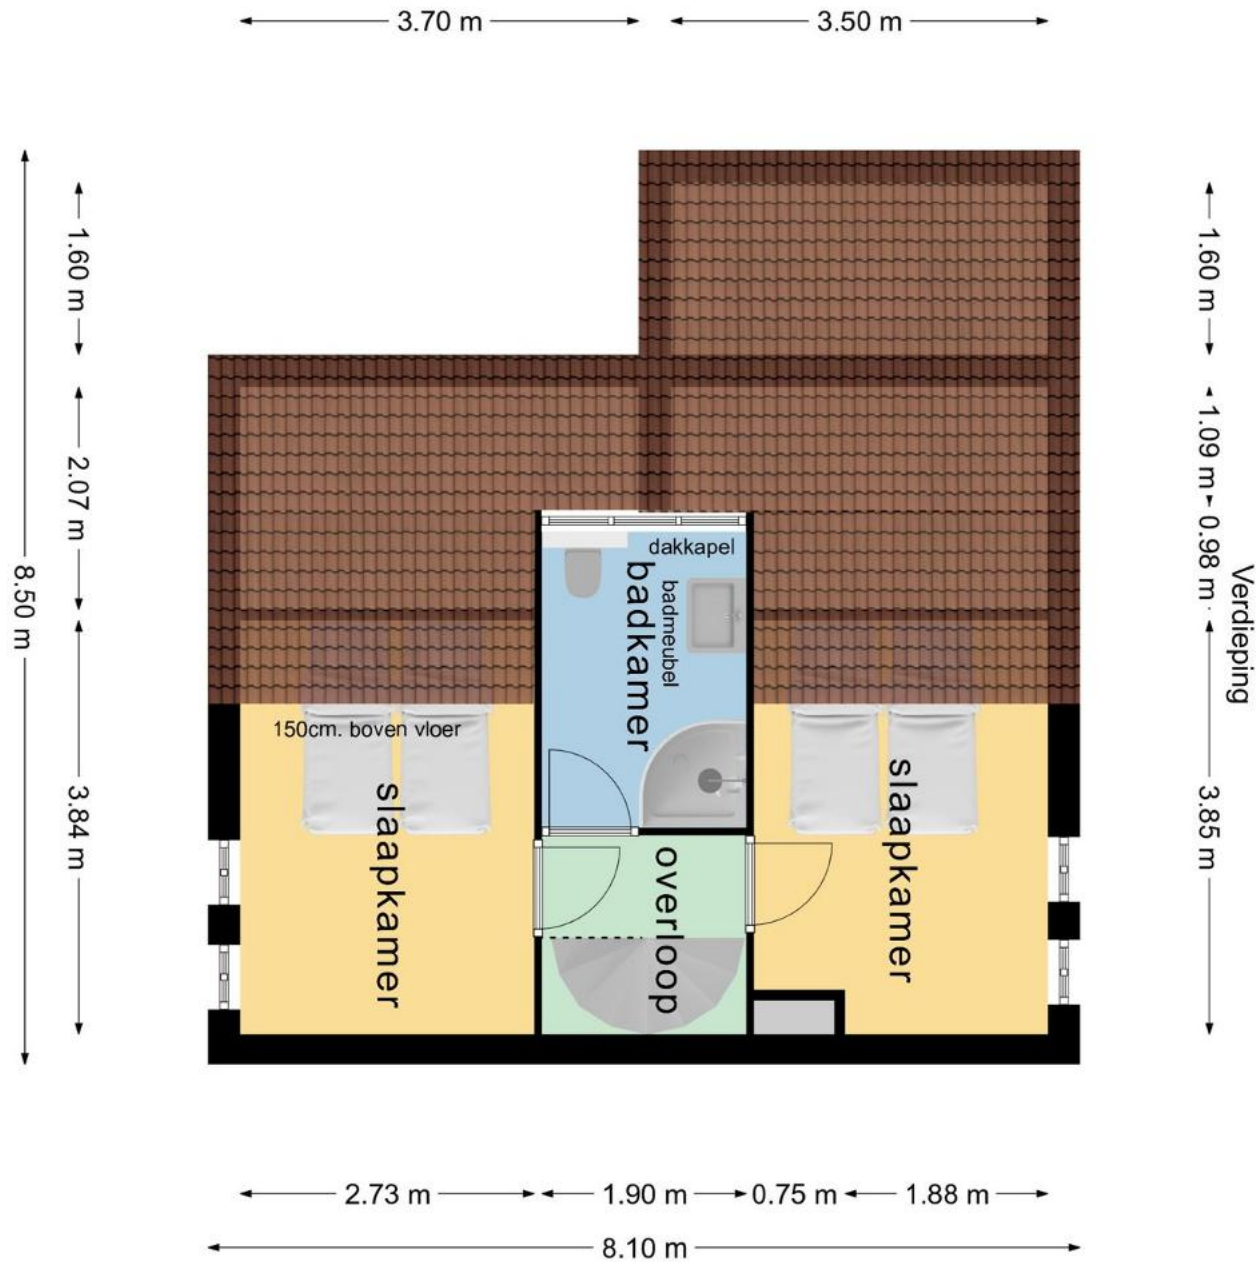 3.70 m
3.50 m
8.50 m
1.60 m
2.07 m
3.84 m
1.60 m
1.09 m
0.98 m
3.85 m
Verdieping
dakkapel
badmeubel
badkamer
150cm. boven vloer
slaapkamer
slaapkamer
overloop
2.73 m
1.90 m
0.75 m
1.88 m
8.10 m